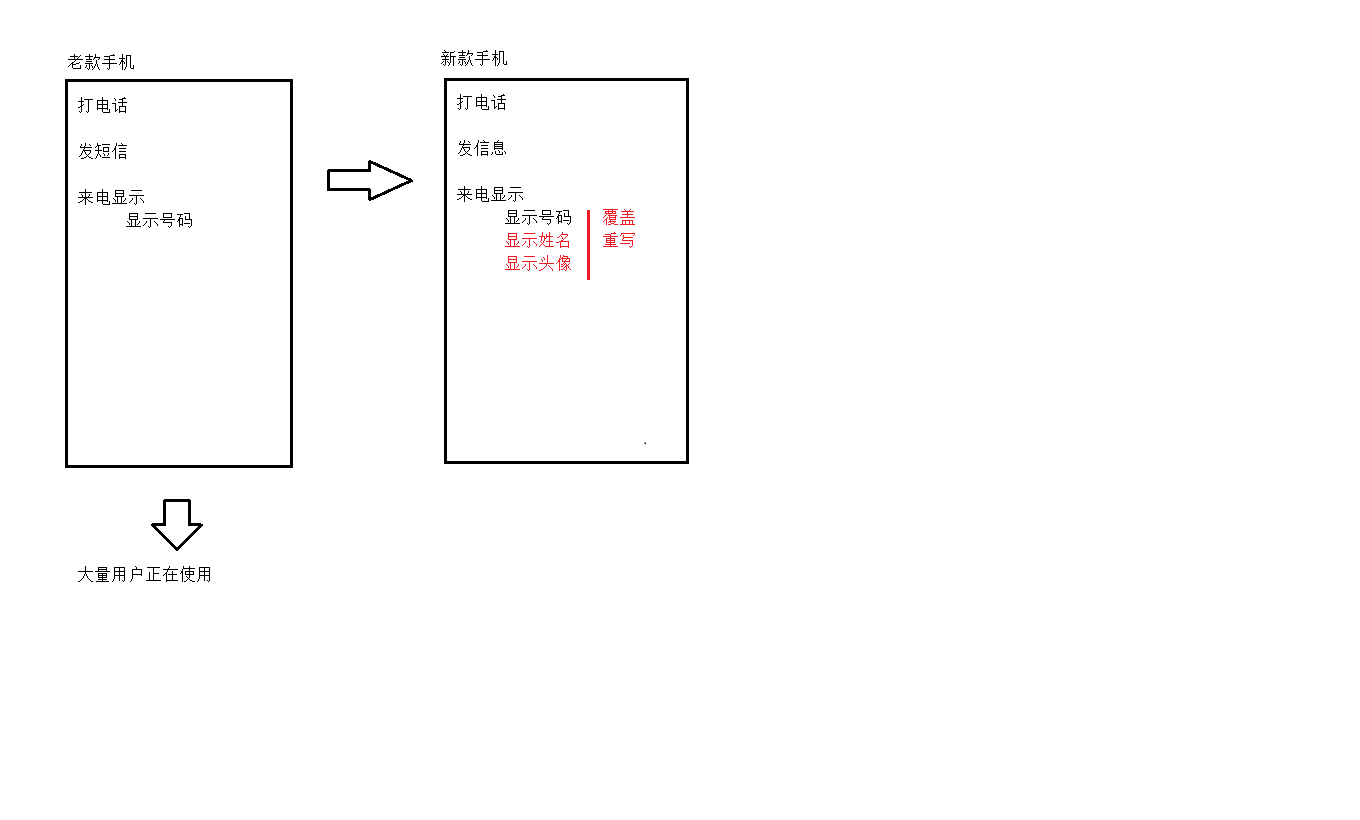 老款手机
打电话
发短信
来电显示
显示号码
大量用户正在使用
新款手机
打电话
发信息
来电显示
显示号码
显示姓名
显示头像
覆盖
重写